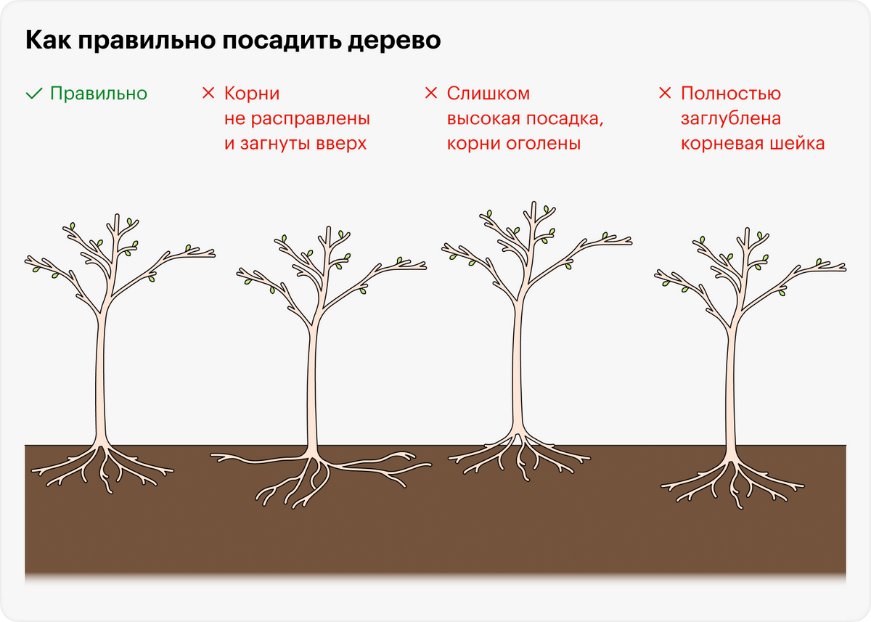 Как правильно посадить дерево
Правильно
Корни
не расправлены
и загнуты вверх
Слишком
высокая посадка,
корни оголены
Полностью
заглублена
корневая шейка